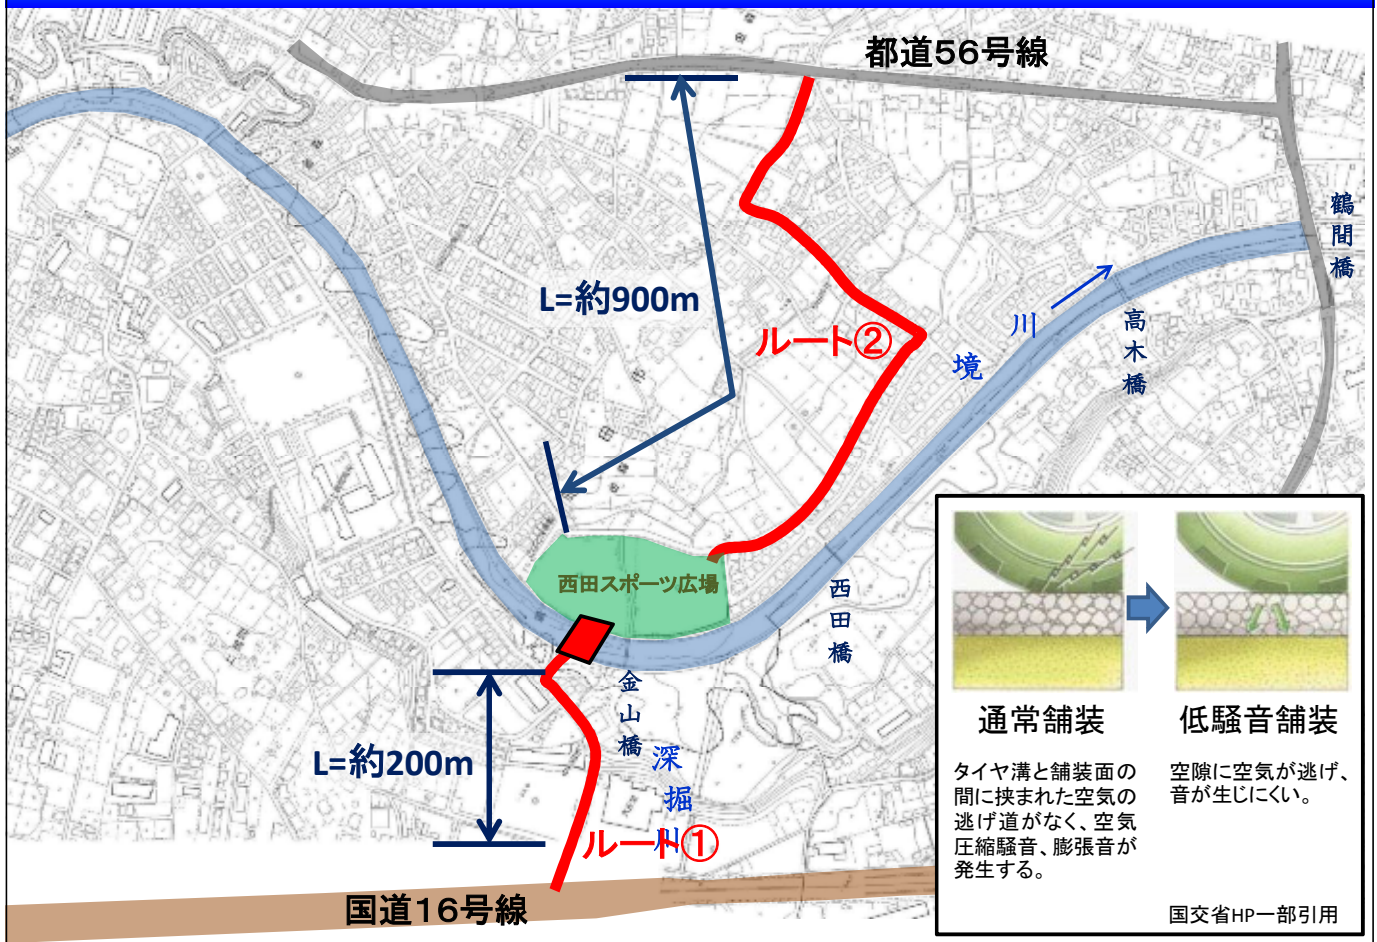 都道56号線
鶴間橋
L=約900m
ルート②
境川
高木橋
西田スポーツ広場
西田橋
金山橋
L=約200m
深堀川
ルート①
国道16号線
通常舗装
タイヤ溝と舗装面の
間に挟まれた空気の
逃げ道がなく、空気
圧縮騒音、膨張音が
発生する。
低騒音舗装
空隙に空気が逃げ、
音が生じにくい。
国交省HP一部引用